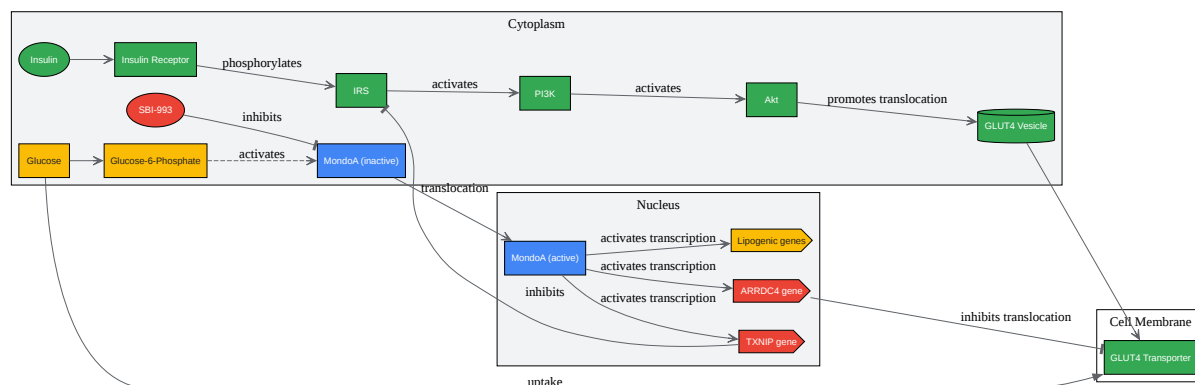 Cytoplasm
Insulin
Insulin Receptor
phosphorylates
IRS
activates
PI3K
activates
Akt
promotes translocation
GLUT4 Vesicle
SBI-993
inhibits
Glucose
Glucose-6-Phosphate
activates
MondoA (inactive)
translocation
Nucleus
MondoA (active)
activates transcription
Lipogenic genes
activates transcription
ARRDC4 gene
inhibits
activates transcription
TXNIP gene
inhibits translocation
Cell Membrane
GLUT4 Transporter
uptake